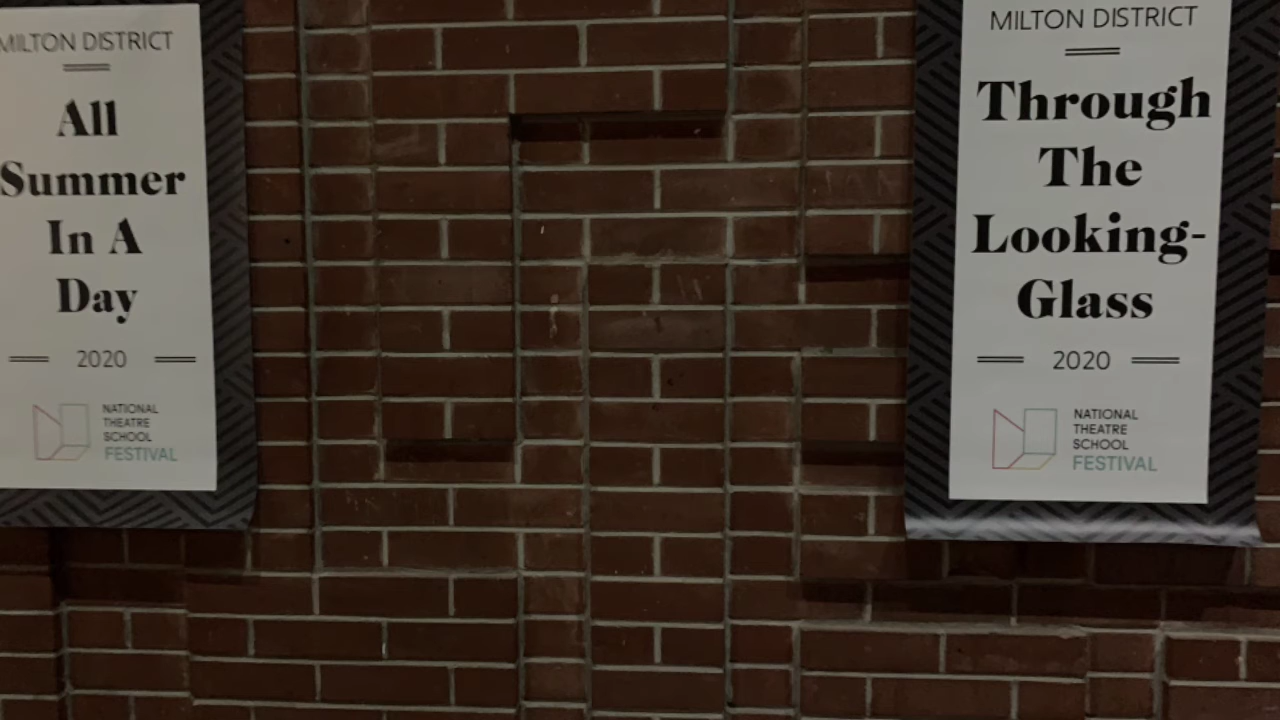 MILTON DISTRICT
All
Summer
In A
Day
2020
NATIONAL
THEATRE
SCHOOL
FESTIVAL
MILTON DISTRICT
Through
The
Looking-
Glass
2020
NATIONAL
THEATRE
SCHOOL
FESTIVAL